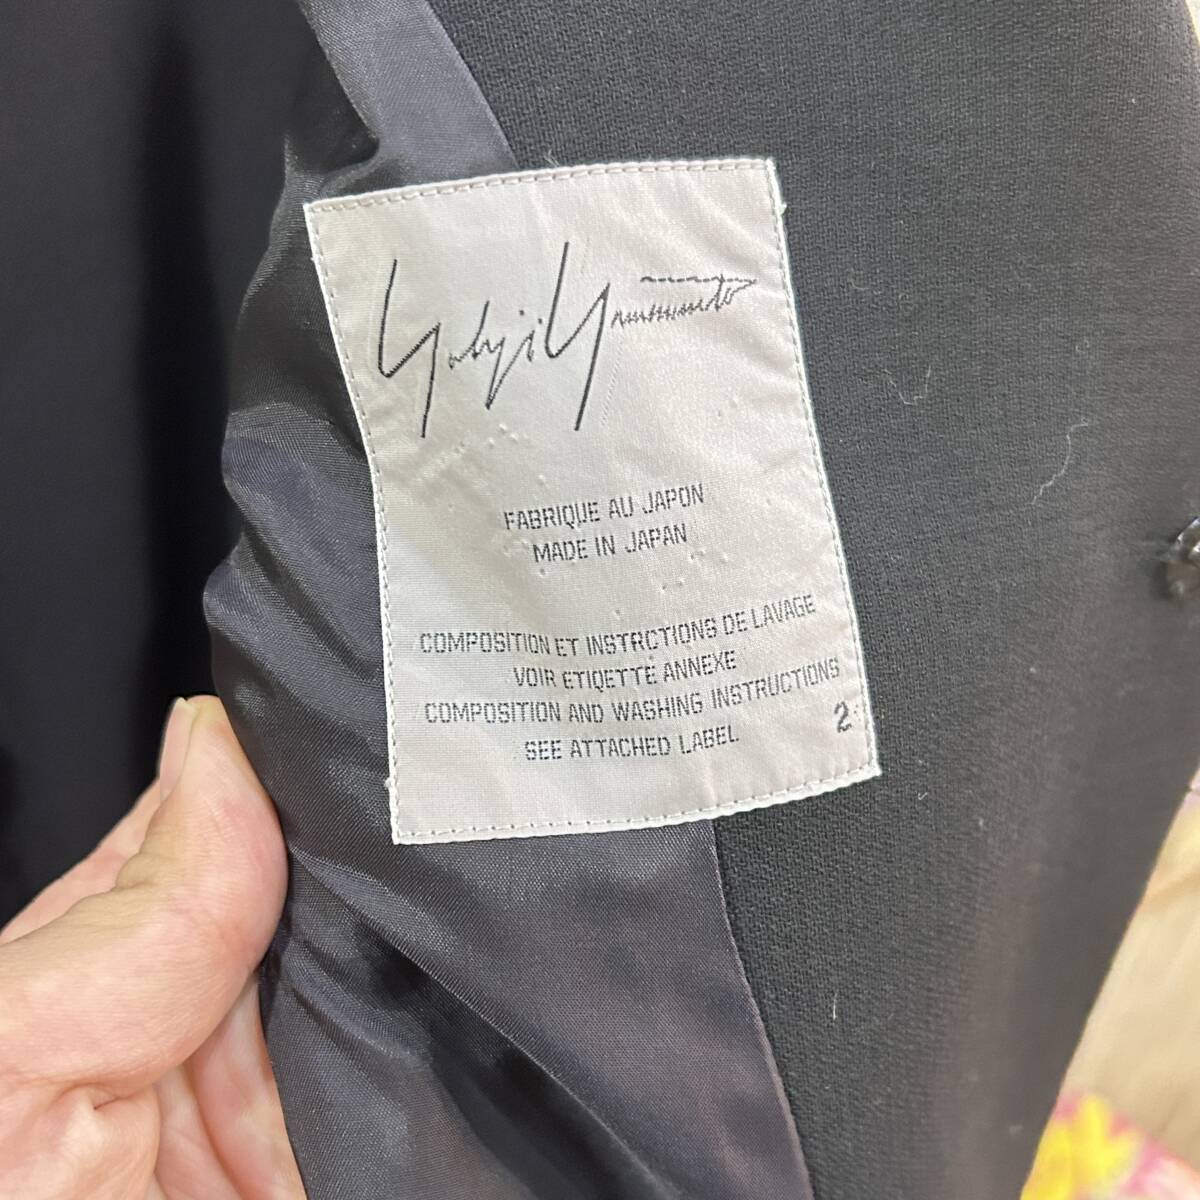 Yohji Yamamoto
FABRIQUE AU JAPON
MADE IN JAPAN
COMPOSITION ET INSTRCTIONS DE LAVAGE
VOIR ETIQETTE ANNEXE
COMPOSITION AND WASHING INSTRUCTIONS
SEE ATTACHED LABEL
2